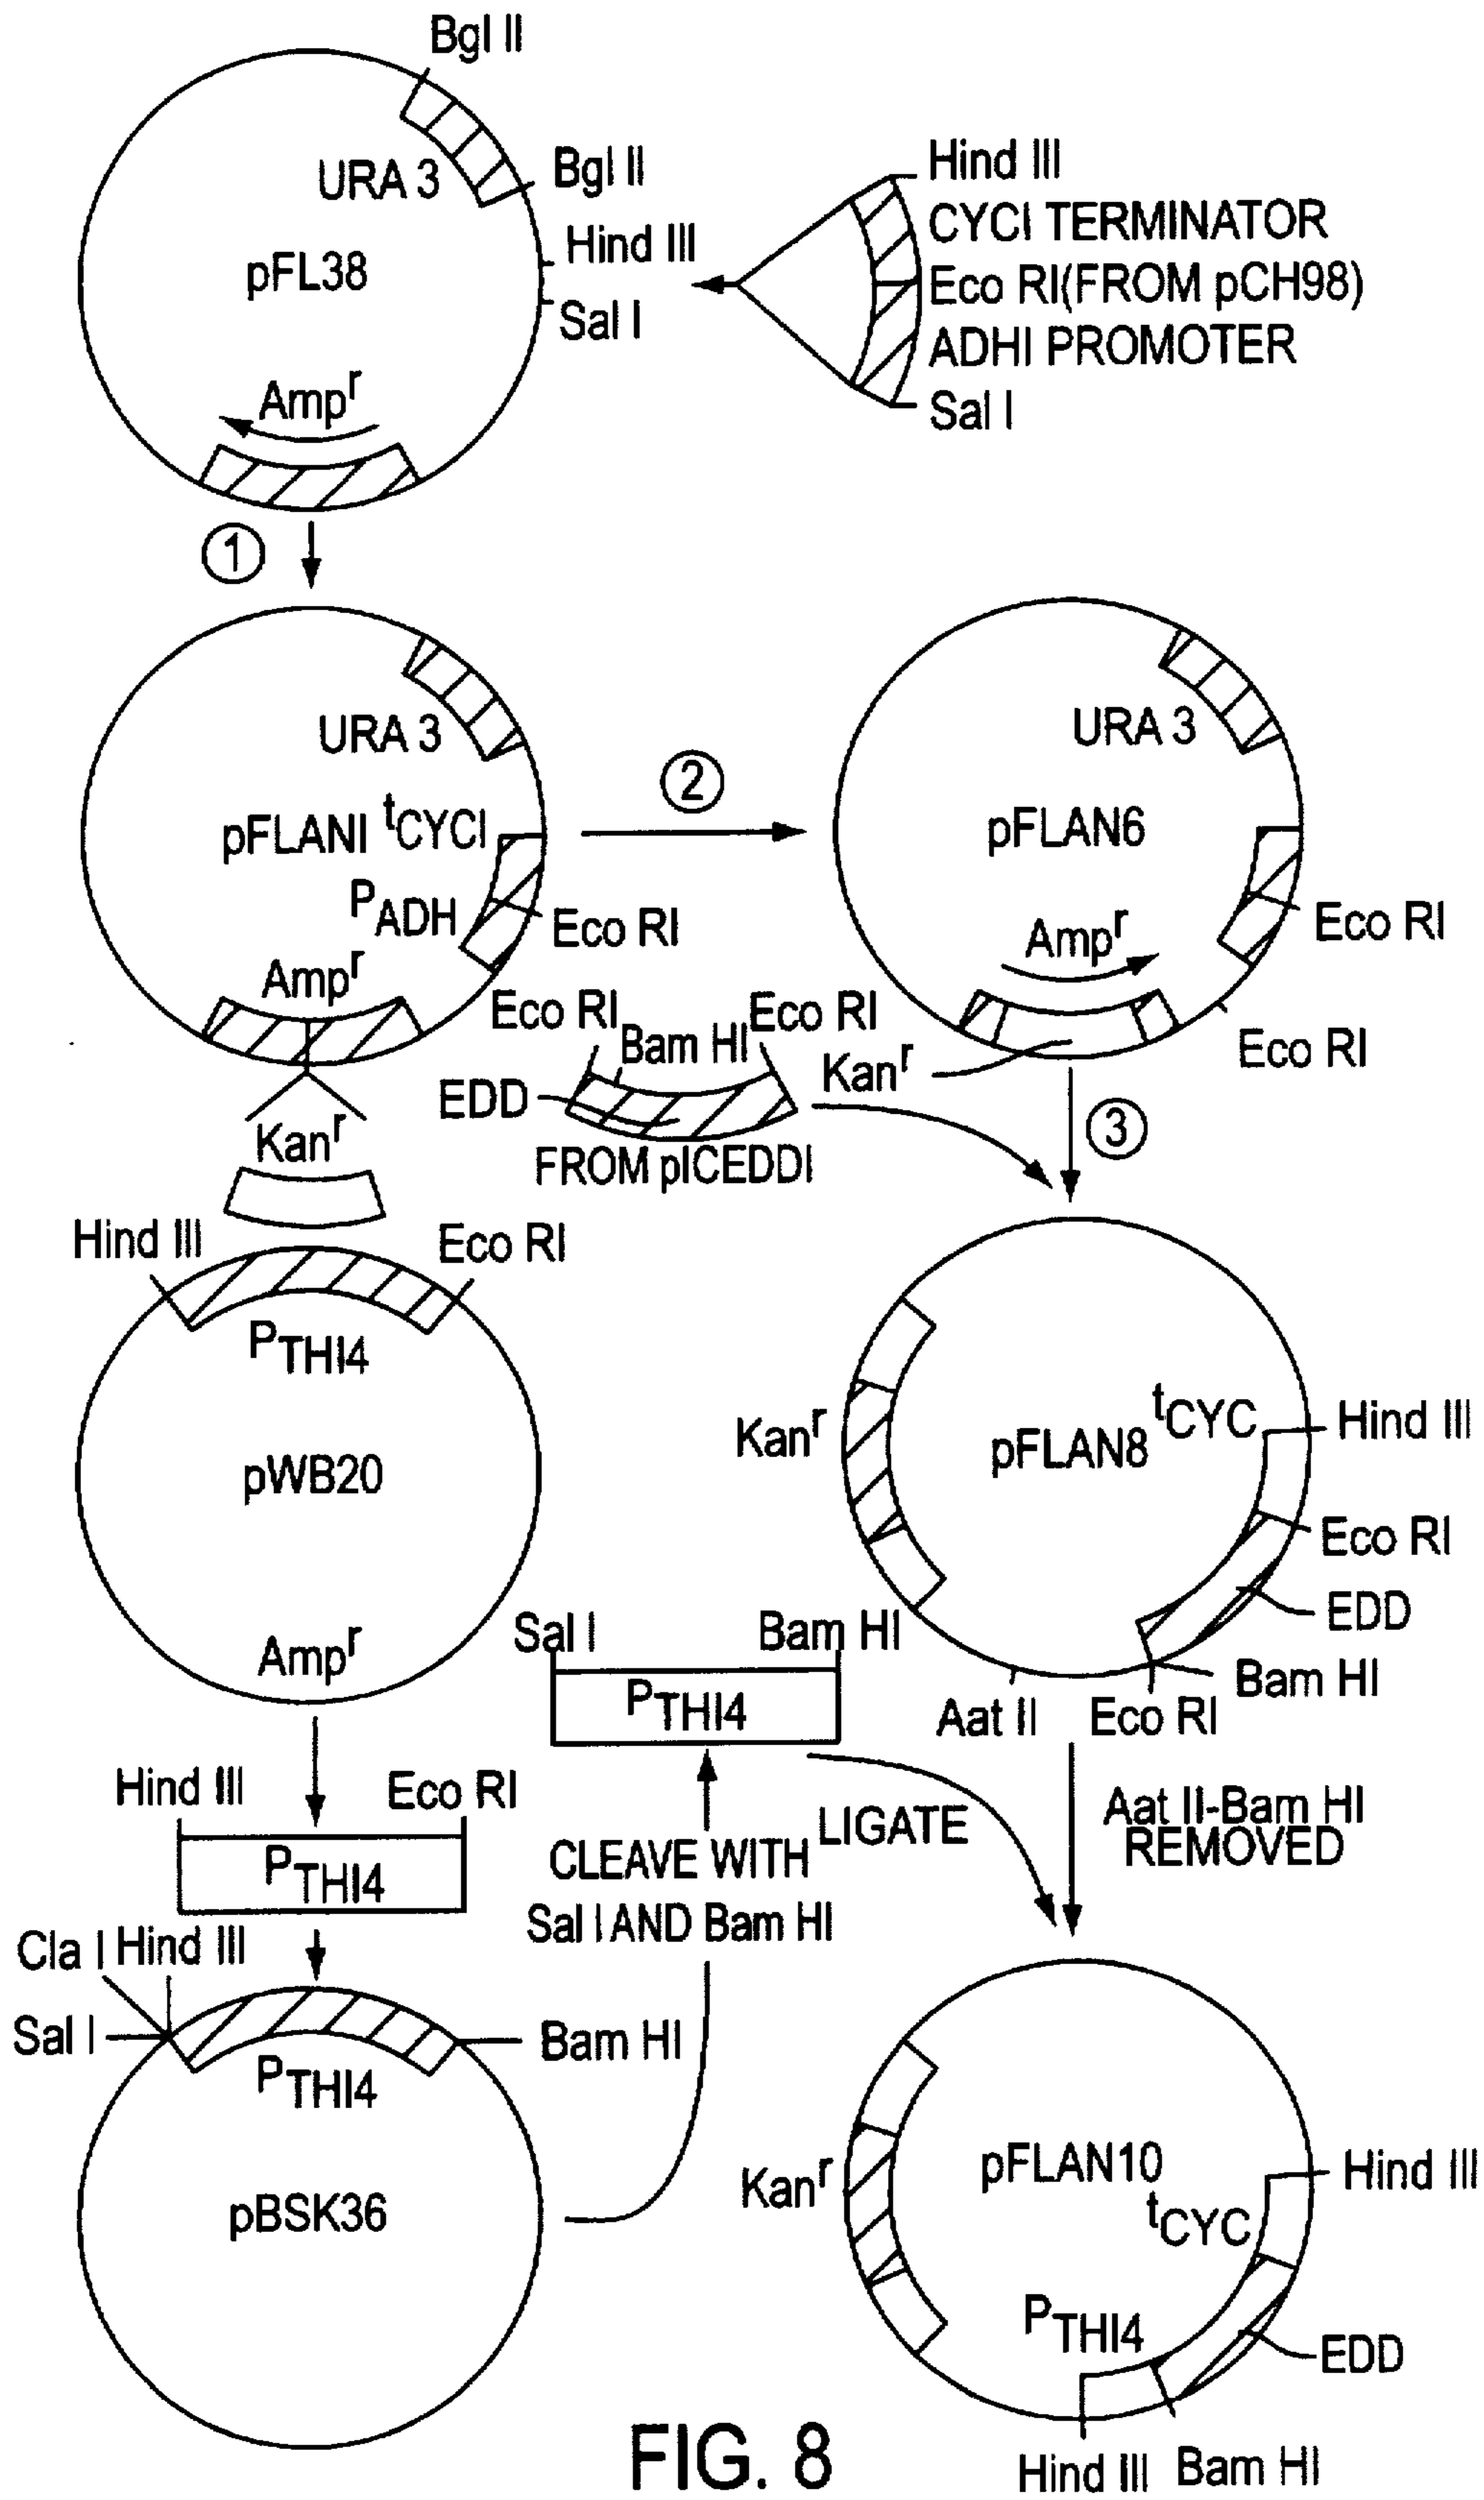 Bgl II
URA 3
Bgl II
Hind III
pFL38
Sal I
Ampʳ
Hind III
CYCI TERMINATOR
Eco RI(FROM pCH98)
ADHI PROMOTER
Sal I
1
URA 3
pFLANI
tCYCI
PADH
Eco RI
Ampʳ
Kanʳ
2
URA 3
pFLAN6
Eco RI
Ampʳ
Eco RI
Kanʳ
Eco RI
Bam HI
Eco RI
EDD
FROM pICEDDI
3
Hind III
Eco RI
PTHI4
pWB20
Ampʳ
Kanʳ
pFLAN8
tCYC
Hind III
Eco RI
EDD
Bam HI
Eco RI
Aat II
Sal I
Bam HI
PTHI4
Hind III
Eco RI
PTHI4
CLEAVE WITH
Sal I AND Bam HI
LIGATE
Aat II-Bam HI
REMOVED
Cla I
Hind III
Sal I
Bam HI
PTHI4
pBSK36
Kanʳ
pFLAN10
Hind III
tCYC
PTHI4
EDD
Hind III
Bam HI
FIG. 8